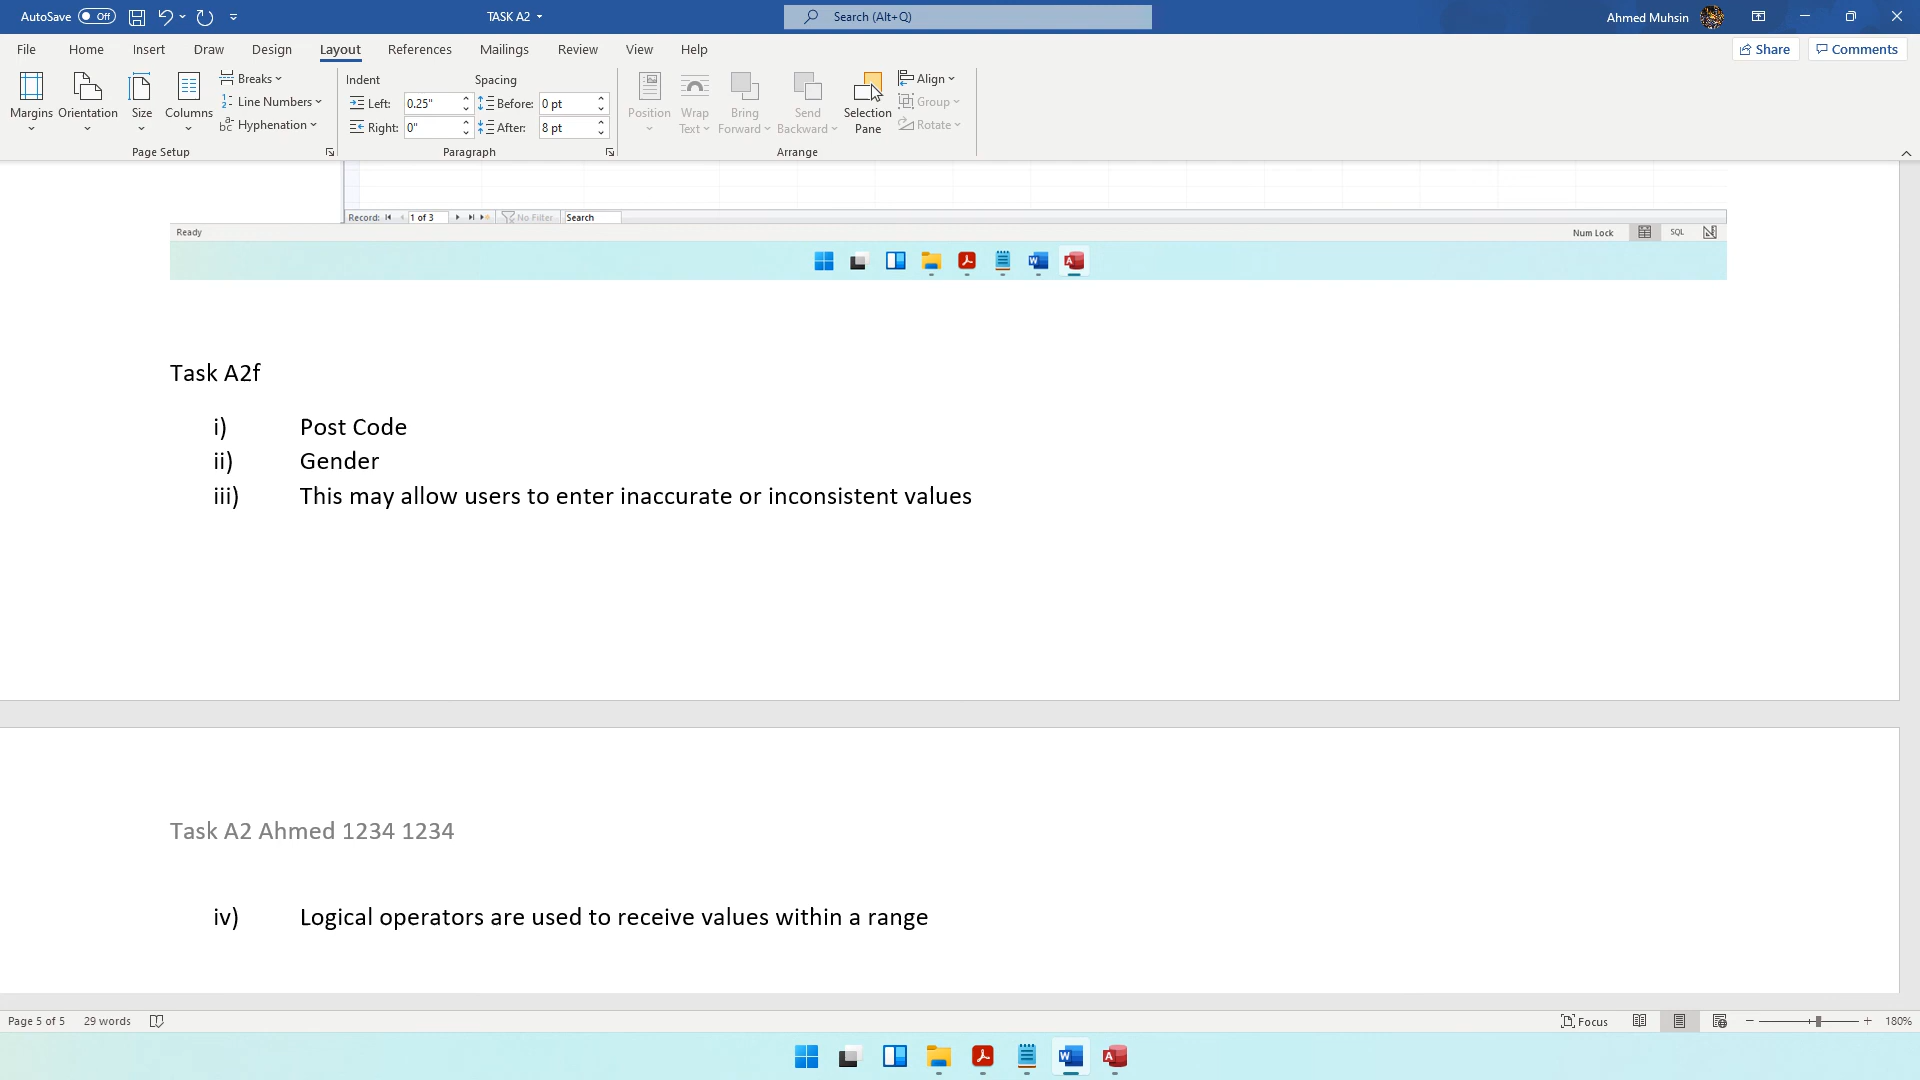 AutoSave Off TASK A2 Search (Alt+Q) Ahmed Muhsin
File Home Insert Draw Design Layout References Mailings Review View Help Share Comments
Margins Orientation Size Columns Breaks Line Numbers Hyphenation
Page Setup
Indent Spacing
Left: 0.25" Before: 0 pt
Right: 0" After: 8 pt
Paragraph
Position Wrap Text Bring Forward Send Backward Selection Pane Align Group Rotate
Arrange
Record: 1 of 3 No Filter Search
Ready Num Lock SQL
Task A2f
i) Post Code
ii) Gender
iii) This may allow users to enter inaccurate or inconsistent values
Task A2 Ahmed 1234 1234
iv) Logical operators are used to receive values within a range
Page 5 of 5 29 words Focus 180%